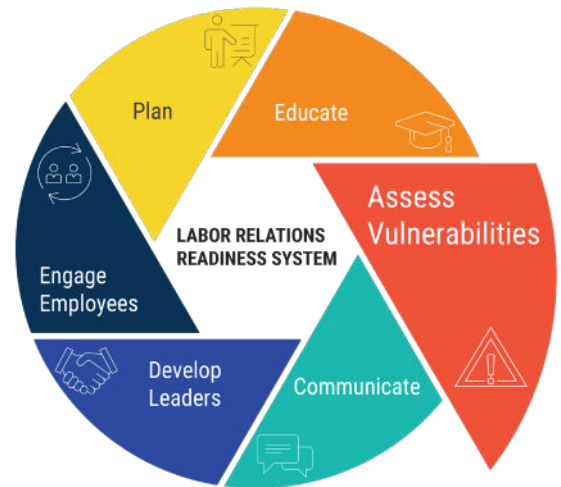 Plan
Educate
Assess
Vulnerabilities
LABOR RELATIONS
READINESS SYSTEM
Engage
Employees
Develop
Leaders
Communicate